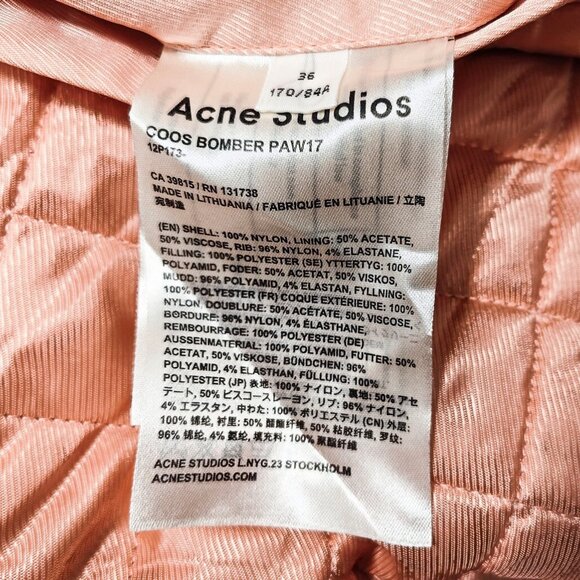 36
170/84A
Acne Studios
COOS BOMBER PAW17
12P173-
CA 39815 / RN 131738
MADE IN LITHUANIA / FABRIQUÉ EN LITUANIE / 立陶
宛制造
(EN) SHELL: 100% NYLON, LINING: 50% ACETATE,
50% VISCOSE, RIB: 96% NYLON, 4% ELASTANE,
FILLING: 100% POLYESTER (SE) YTTERTYG: 100%
POLYAMID, FODER: 50% ACETAT, 50% VISKOS,
MUDD: 96% POLYAMID, 4% ELASTAN, FYLLNING:
100% POLYESTER (FR) COQUE EXTÉRIEURE: 100%
NYLON, DOUBLURE: 50% ACÉTATE, 50% VISCOSE,
BORDURE: 96% NYLON, 4% ÉLASTHANE,
REMBOURRAGE: 100% POLYESTER (DE)
AUSSENMATERIAL: 100% POLYAMID, FUTTER: 50%
ACETAT, 50% VISKOSE, BÜNDCHEN: 96%
POLYAMID, 4% ELASTHAN, FÜLLUNG: 100%
POLYESTER (JP) 表地: 100% ナイロン, 裏地: 50% アセ
テート, 50% ビスコースレーヨン, リブ: 96% ナイロン,
4% エラスタン, 中わた: 100% ポリエステル (CN) 外层:
100% 锦纶, 衬里: 50% 醋酯纤维, 50% 粘胶纤维, 罗纹:
96% 锦纶, 4% 氨纶, 填充料: 100% 聚酯纤维
ACNE STUDIOS L.NYG.23 STOCKHOLM
ACNESTUDIOS.COM